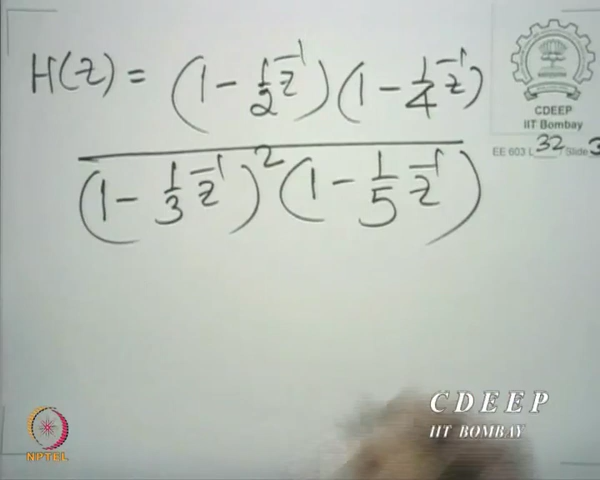 H(z) = (1 - 1/2 z⁻¹)(1 - 1/4 z⁻¹)
(1 - 1/3 z⁻¹)² (1 - 1/5 z⁻¹)
CDEEP
IIT Bombay
EE 603 L 32 Slide 3
CDEEP
IIT BOMBAY
NPTEL